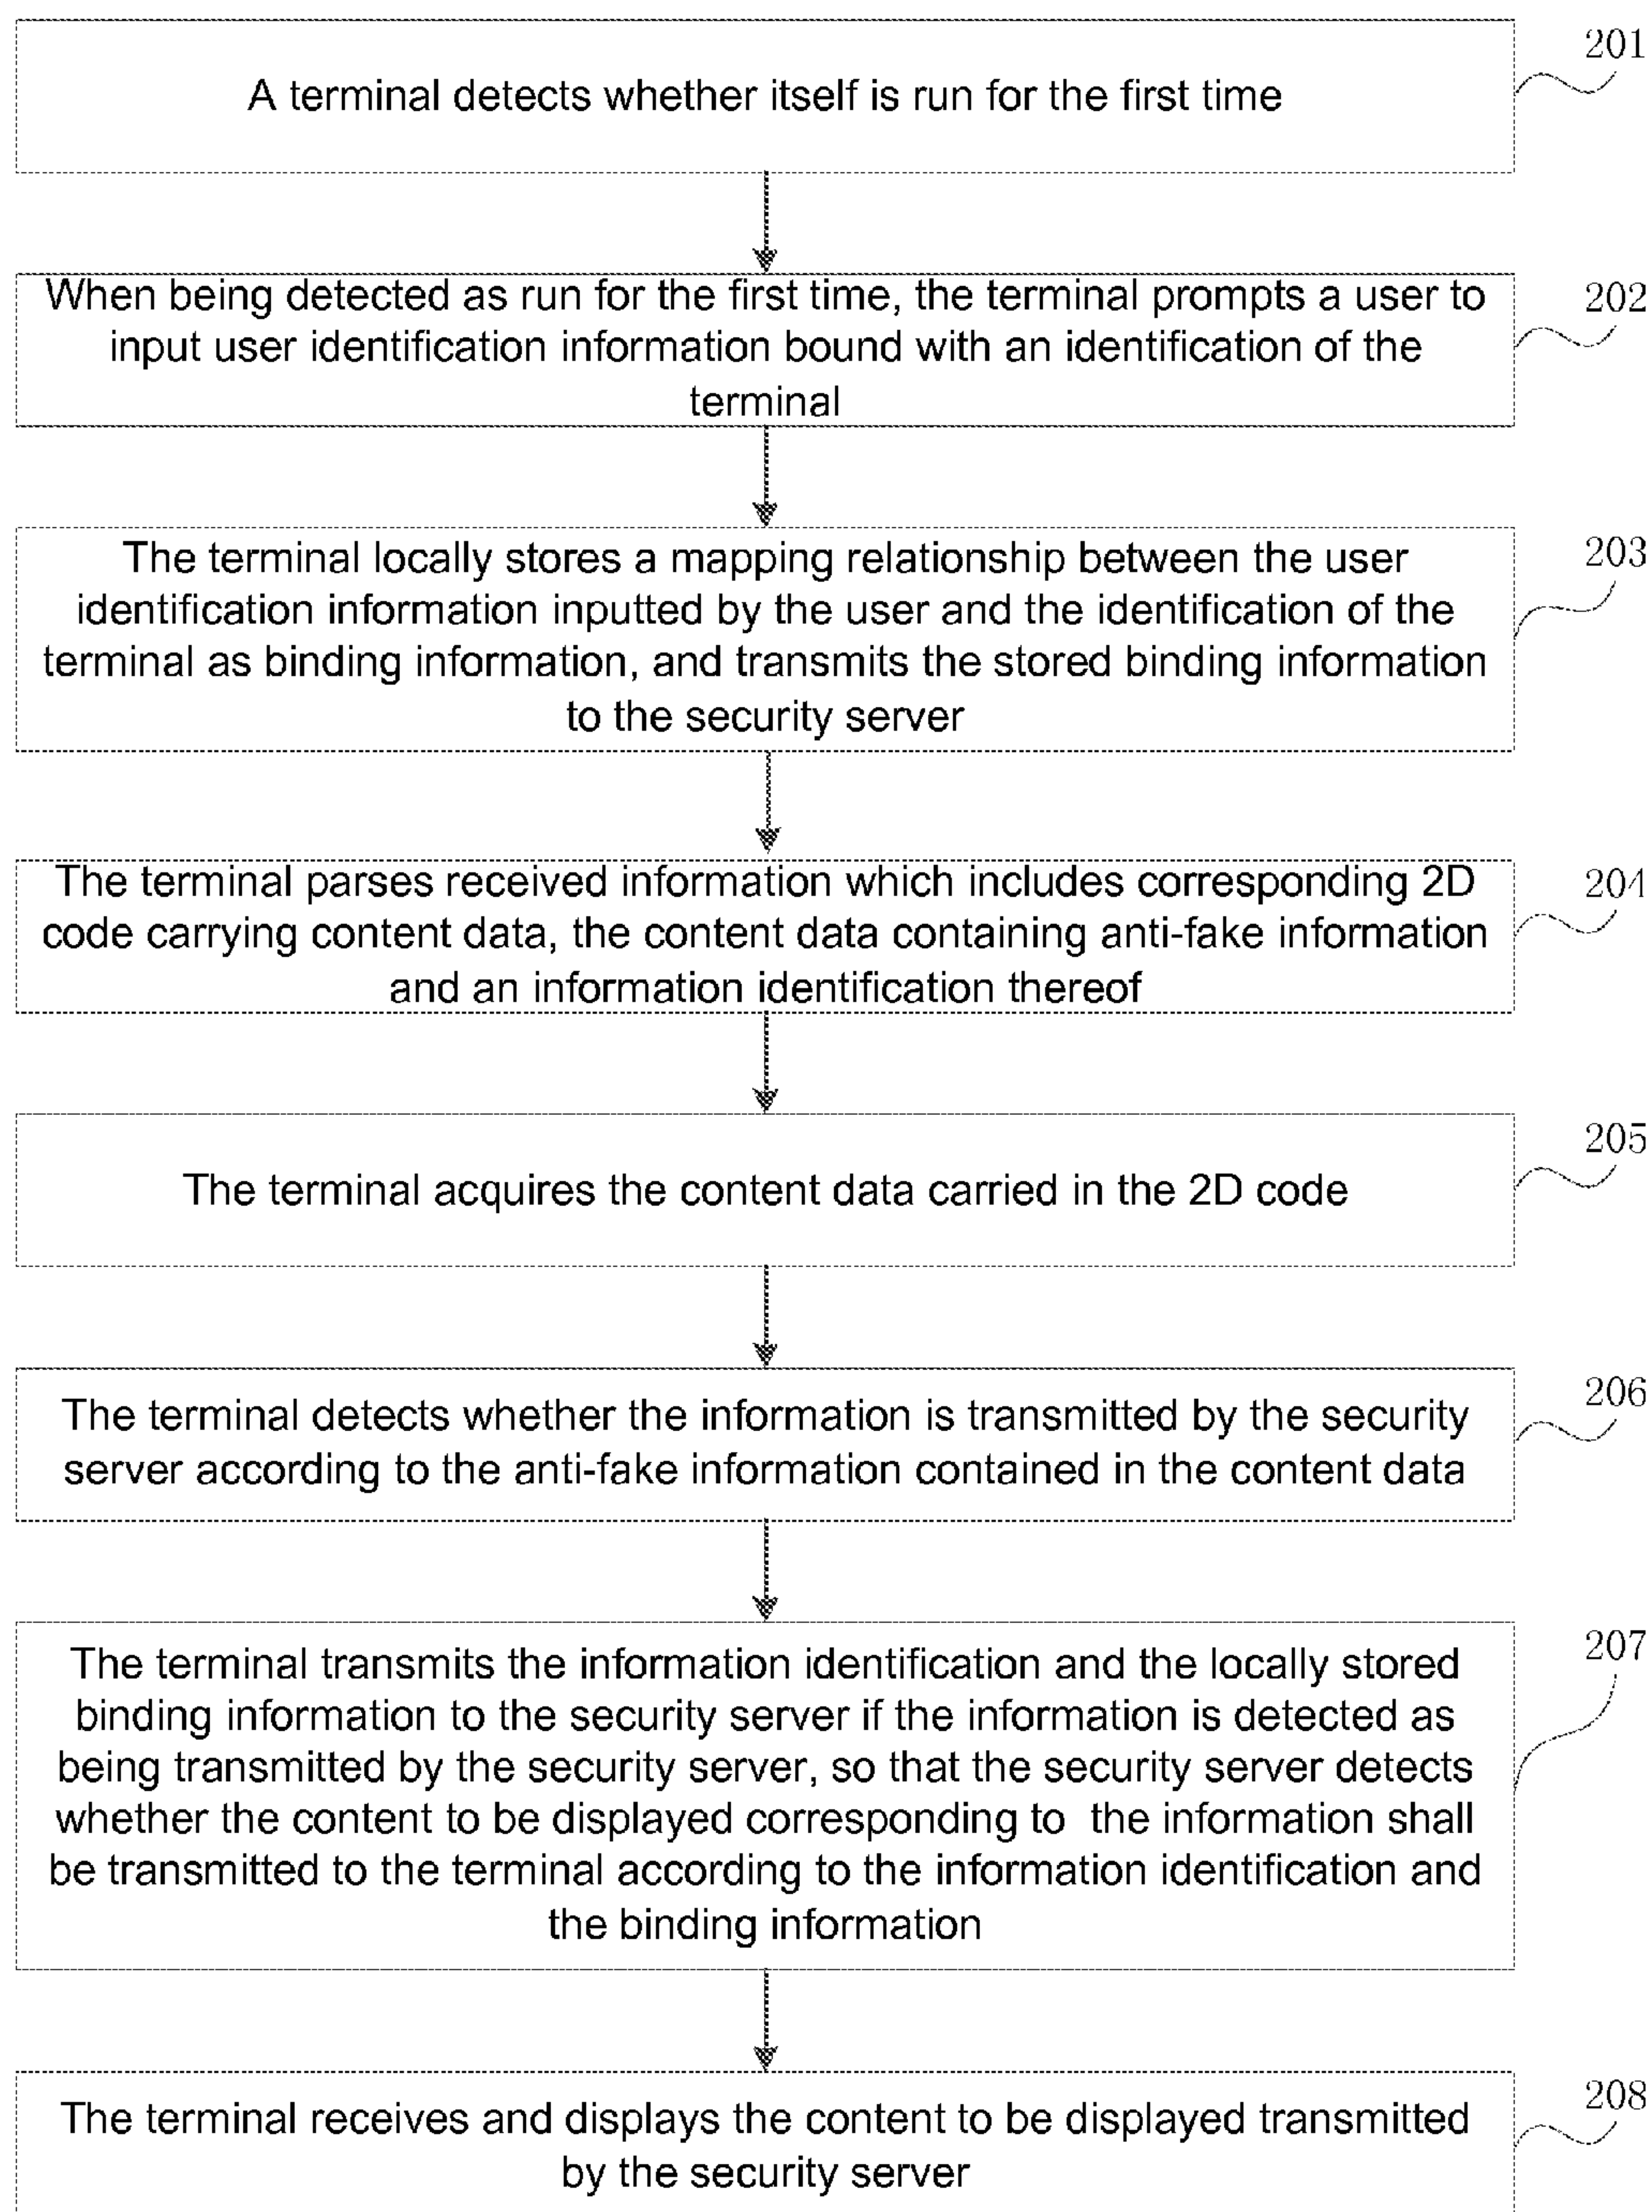 A terminal detects whether itself is run for the first time
201
When being detected as run for the first time, the terminal prompts a user to
input user identification information bound with an identification of the
terminal
202
The terminal locally stores a mapping relationship between the user
identification information inputted by the user and the identification of the
terminal as binding information, and transmits the stored binding information
to the security server
203
The terminal parses received information which includes corresponding 2D
code carrying content data, the content data containing anti-fake information
and an information identification thereof
204
The terminal acquires the content data carried in the 2D code
205
The terminal detects whether the information is transmitted by the security
server according to the anti-fake information contained in the content data
206
The terminal transmits the information identification and the locally stored
binding information to the security server if the information is detected as
being transmitted by the security server, so that the security server detects
whether the content to be displayed corresponding to the information shall
be transmitted to the terminal according to the information identification and
the binding information
207
The terminal receives and displays the content to be displayed transmitted
by the security server
208